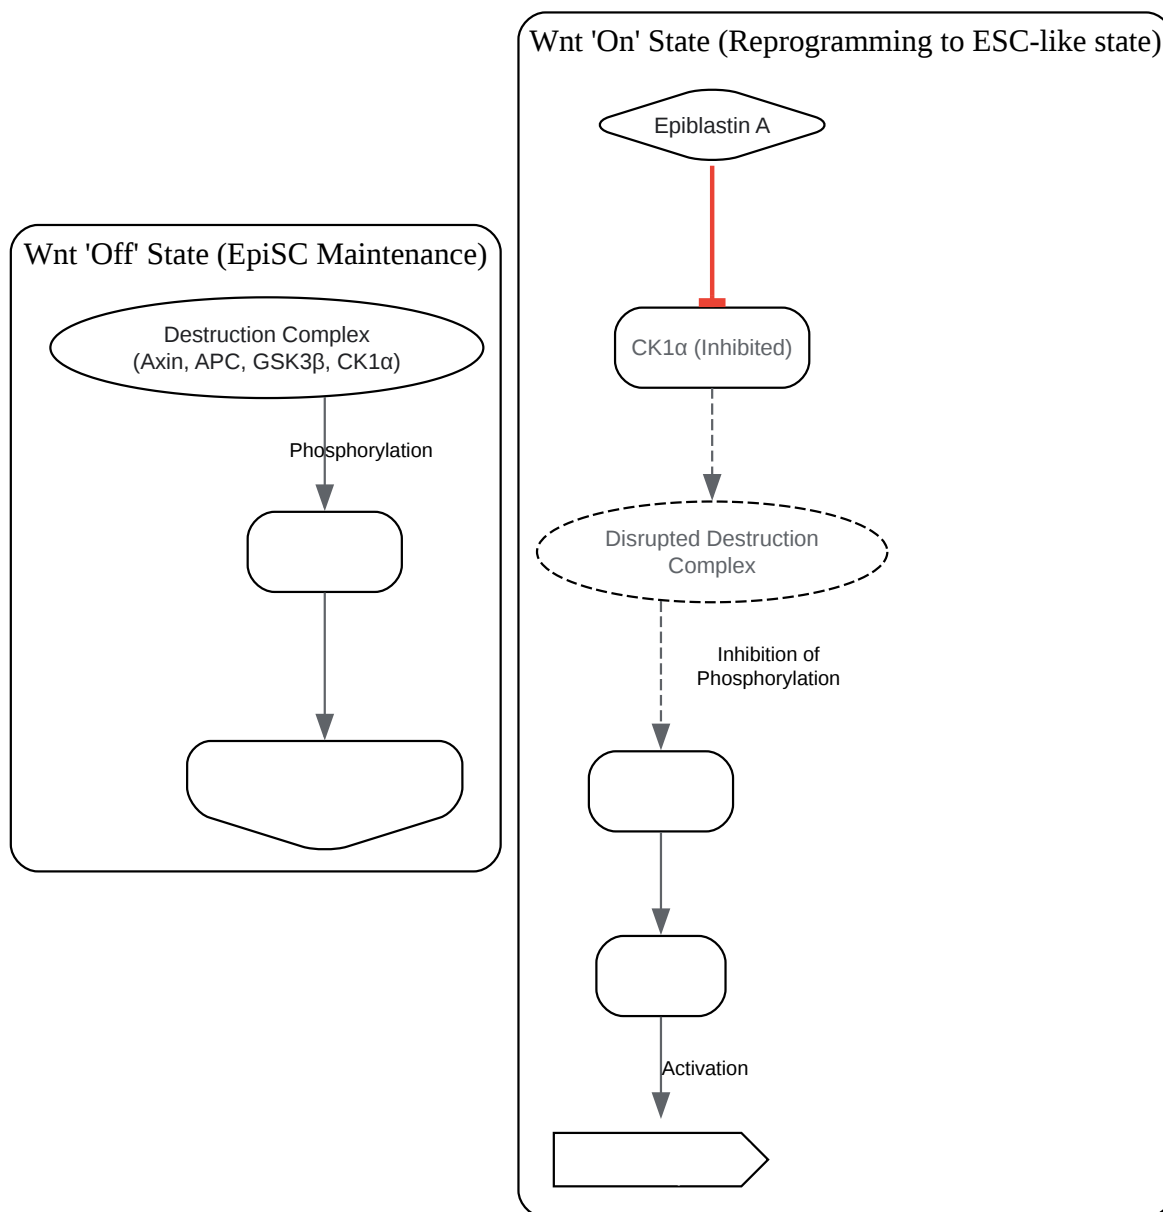 Wnt 'Off' State (EpiSC Maintenance)
Destruction Complex
(Axin, APC, GSK3β, CK1α)
Phosphorylation
Wnt 'On' State (Reprogramming to ESC-like state)
Epiblastin A
CK1α (Inhibited)
Disrupted Destruction
Complex
Inhibition of
Phosphorylation
Activation